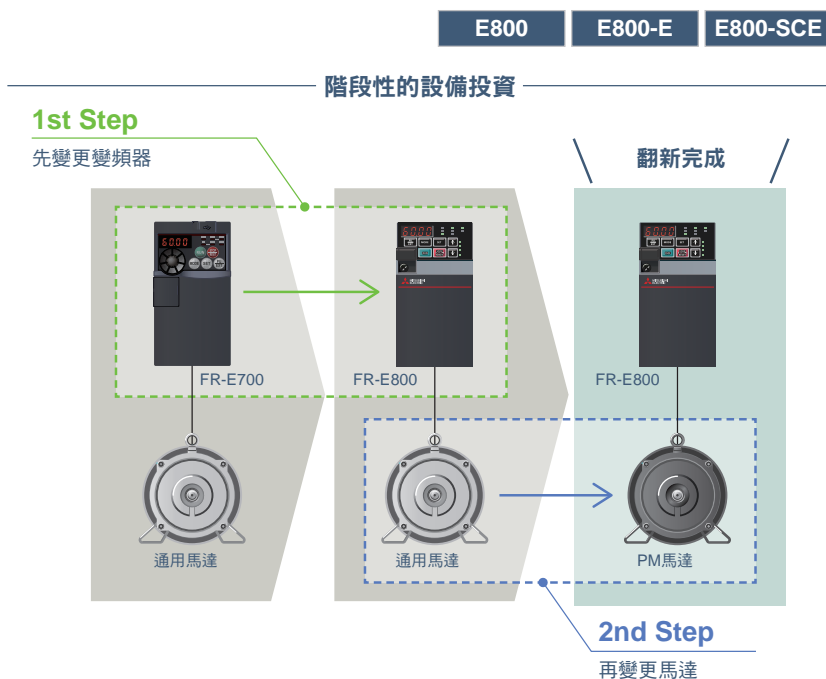 E800 E800-E E800-SCE
階段性的設備投資
1st Step
先變更變頻器
翻新完成
FR-E700 FR-E800 FR-E800
通用馬達 通用馬達 PM馬達
2nd Step
再變更馬達